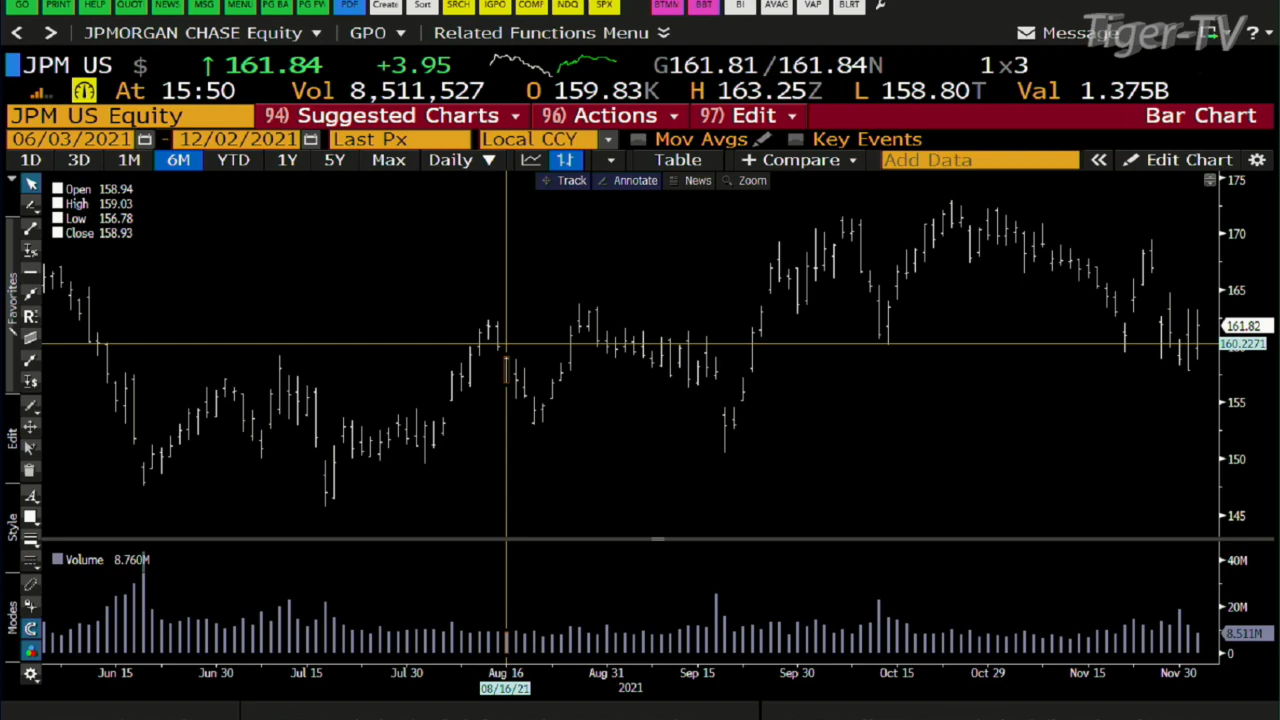 GO PRINT HELP QUOT NEWS MSG MENU PG BA PG FW PDF Create Sort SRCH IGPO COMF NDQ SPX BTMM BBT BI AVAG VAP BLRT
JPMORGAN CHASE Equity GPO Related Functions Menu Message ?
Tiger-TV
JPM US $ 161.84 +3.95 G161.81/161.84N 1×3
At 15:50 Vol 8,511,527 O 159.83K H 163.25Z L 158.80T Val 1.375B
JPM US Equity 94) Suggested Charts 96) Actions 97) Edit Bar Chart
06/03/2021 - 12/02/2021 Last Px Local CCY Mov Avgs Key Events
1D 3D 1M 6M YTD 1Y 5Y Max Daily Table + Compare Add Data Edit Chart
Track Annotate News Zoom
Open 158.94
High 159.03
Low 156.78
Close 158.93
175
170
165
161.82
160.2271
155
150
145
Favorites
Edit
Style
Modes
Volume 8.760M
40M
20M
8.511M
0
Jun 15 Jun 30 Jul 15 Jul 30 Aug 16 Aug 31 Sep 15 Sep 30 Oct 15 Oct 29 Nov 15 Nov 30
08/16/21 2021